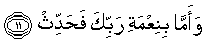 وَأَمَّا بِنِعْمَةِ رَبِّكَ فَحَدِّثْ ۝١١